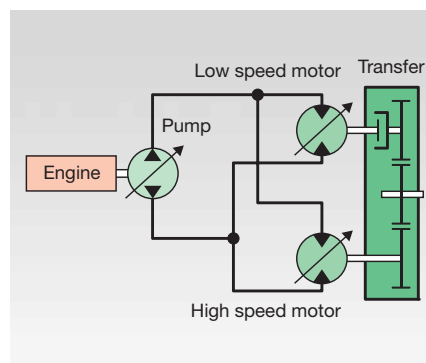 Low speed motor
Transfer
Pump
Engine
High speed motor